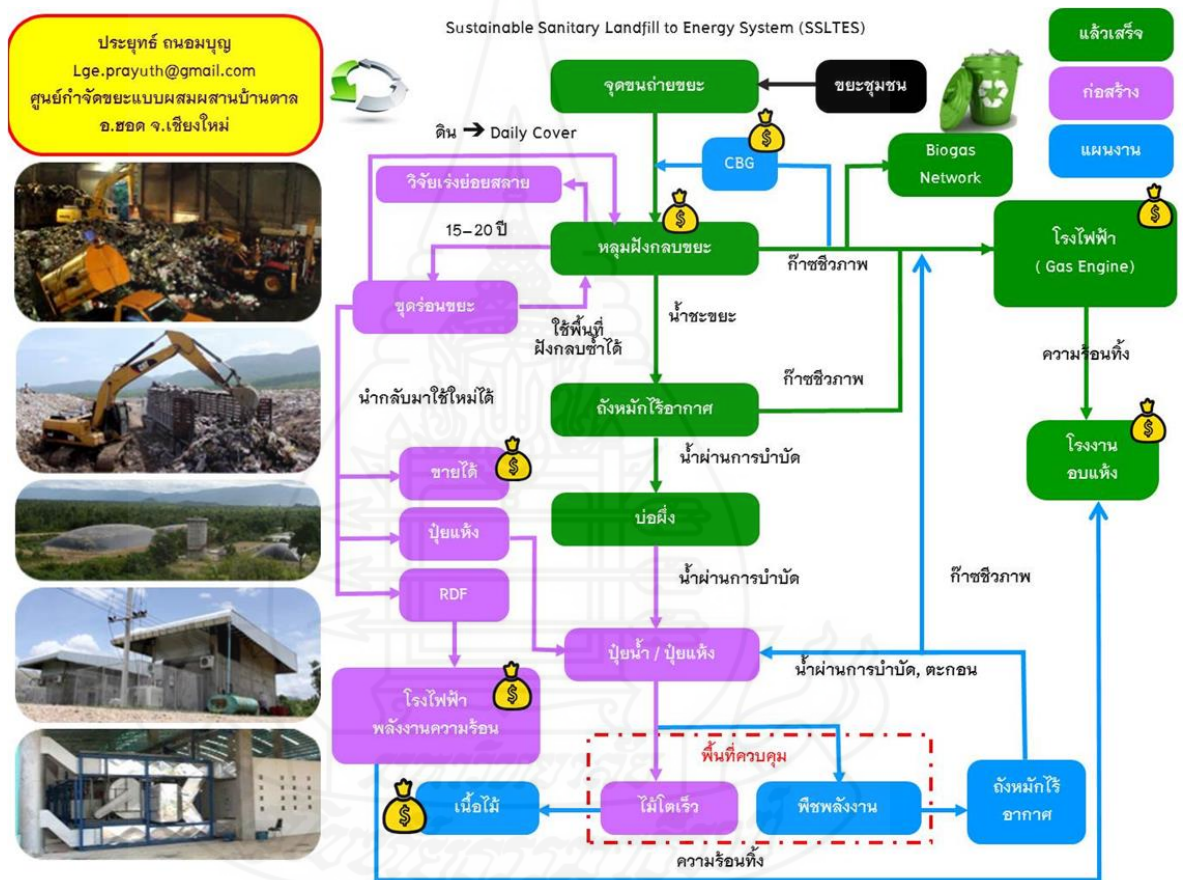 Sustainable Sanitary Landfill to Energy System (SSLTES)
ประยุทธ์ ถนอมบุญ
Lge.prayuth@gmail.com
ศูนย์กำจัดขยะแบบผสมผสานบ้านตาล
อ.ฮอด จ.เชียงใหม่
แล้วเสร็จ
ก่อสร้าง
แผนงาน
จุดขนถ่ายขยะ
ขยะชุมชน
ดิน → Daily Cover
CBG
Biogas
Network
วิจัยเร่งย่อยสลาย
15–20 ปี
หลุมฝังกลบขยะ
ก๊าซชีวภาพ
โรงไฟฟ้า
( Gas Engine)
ขุดร่อนขยะ
ใช้พื้นที่
ฝังกลบซ้ำได้
น้ำชะขยะ
ความร้อนทิ้ง
ก๊าซชีวภาพ
นำกลับมาใช้ใหม่ได้
ถังหมักไร้อากาศ
โรงงาน
อบแห้ง
น้ำผ่านการบำบัด
ขายได้
บ่อผึ่ง
ปุ๋ยแห้ง
น้ำผ่านการบำบัด
ก๊าซชีวภาพ
RDF
ปุ๋ยน้ำ / ปุ๋ยแห้ง
น้ำผ่านการบำบัด, ตะกอน
โรงไฟฟ้า
พลังงานความร้อน
พื้นที่ควบคุม
เนื้อไม้
ไม้โตเร็ว
พืชพลังงาน
ถังหมักไร้
อากาศ
ความร้อนทิ้ง